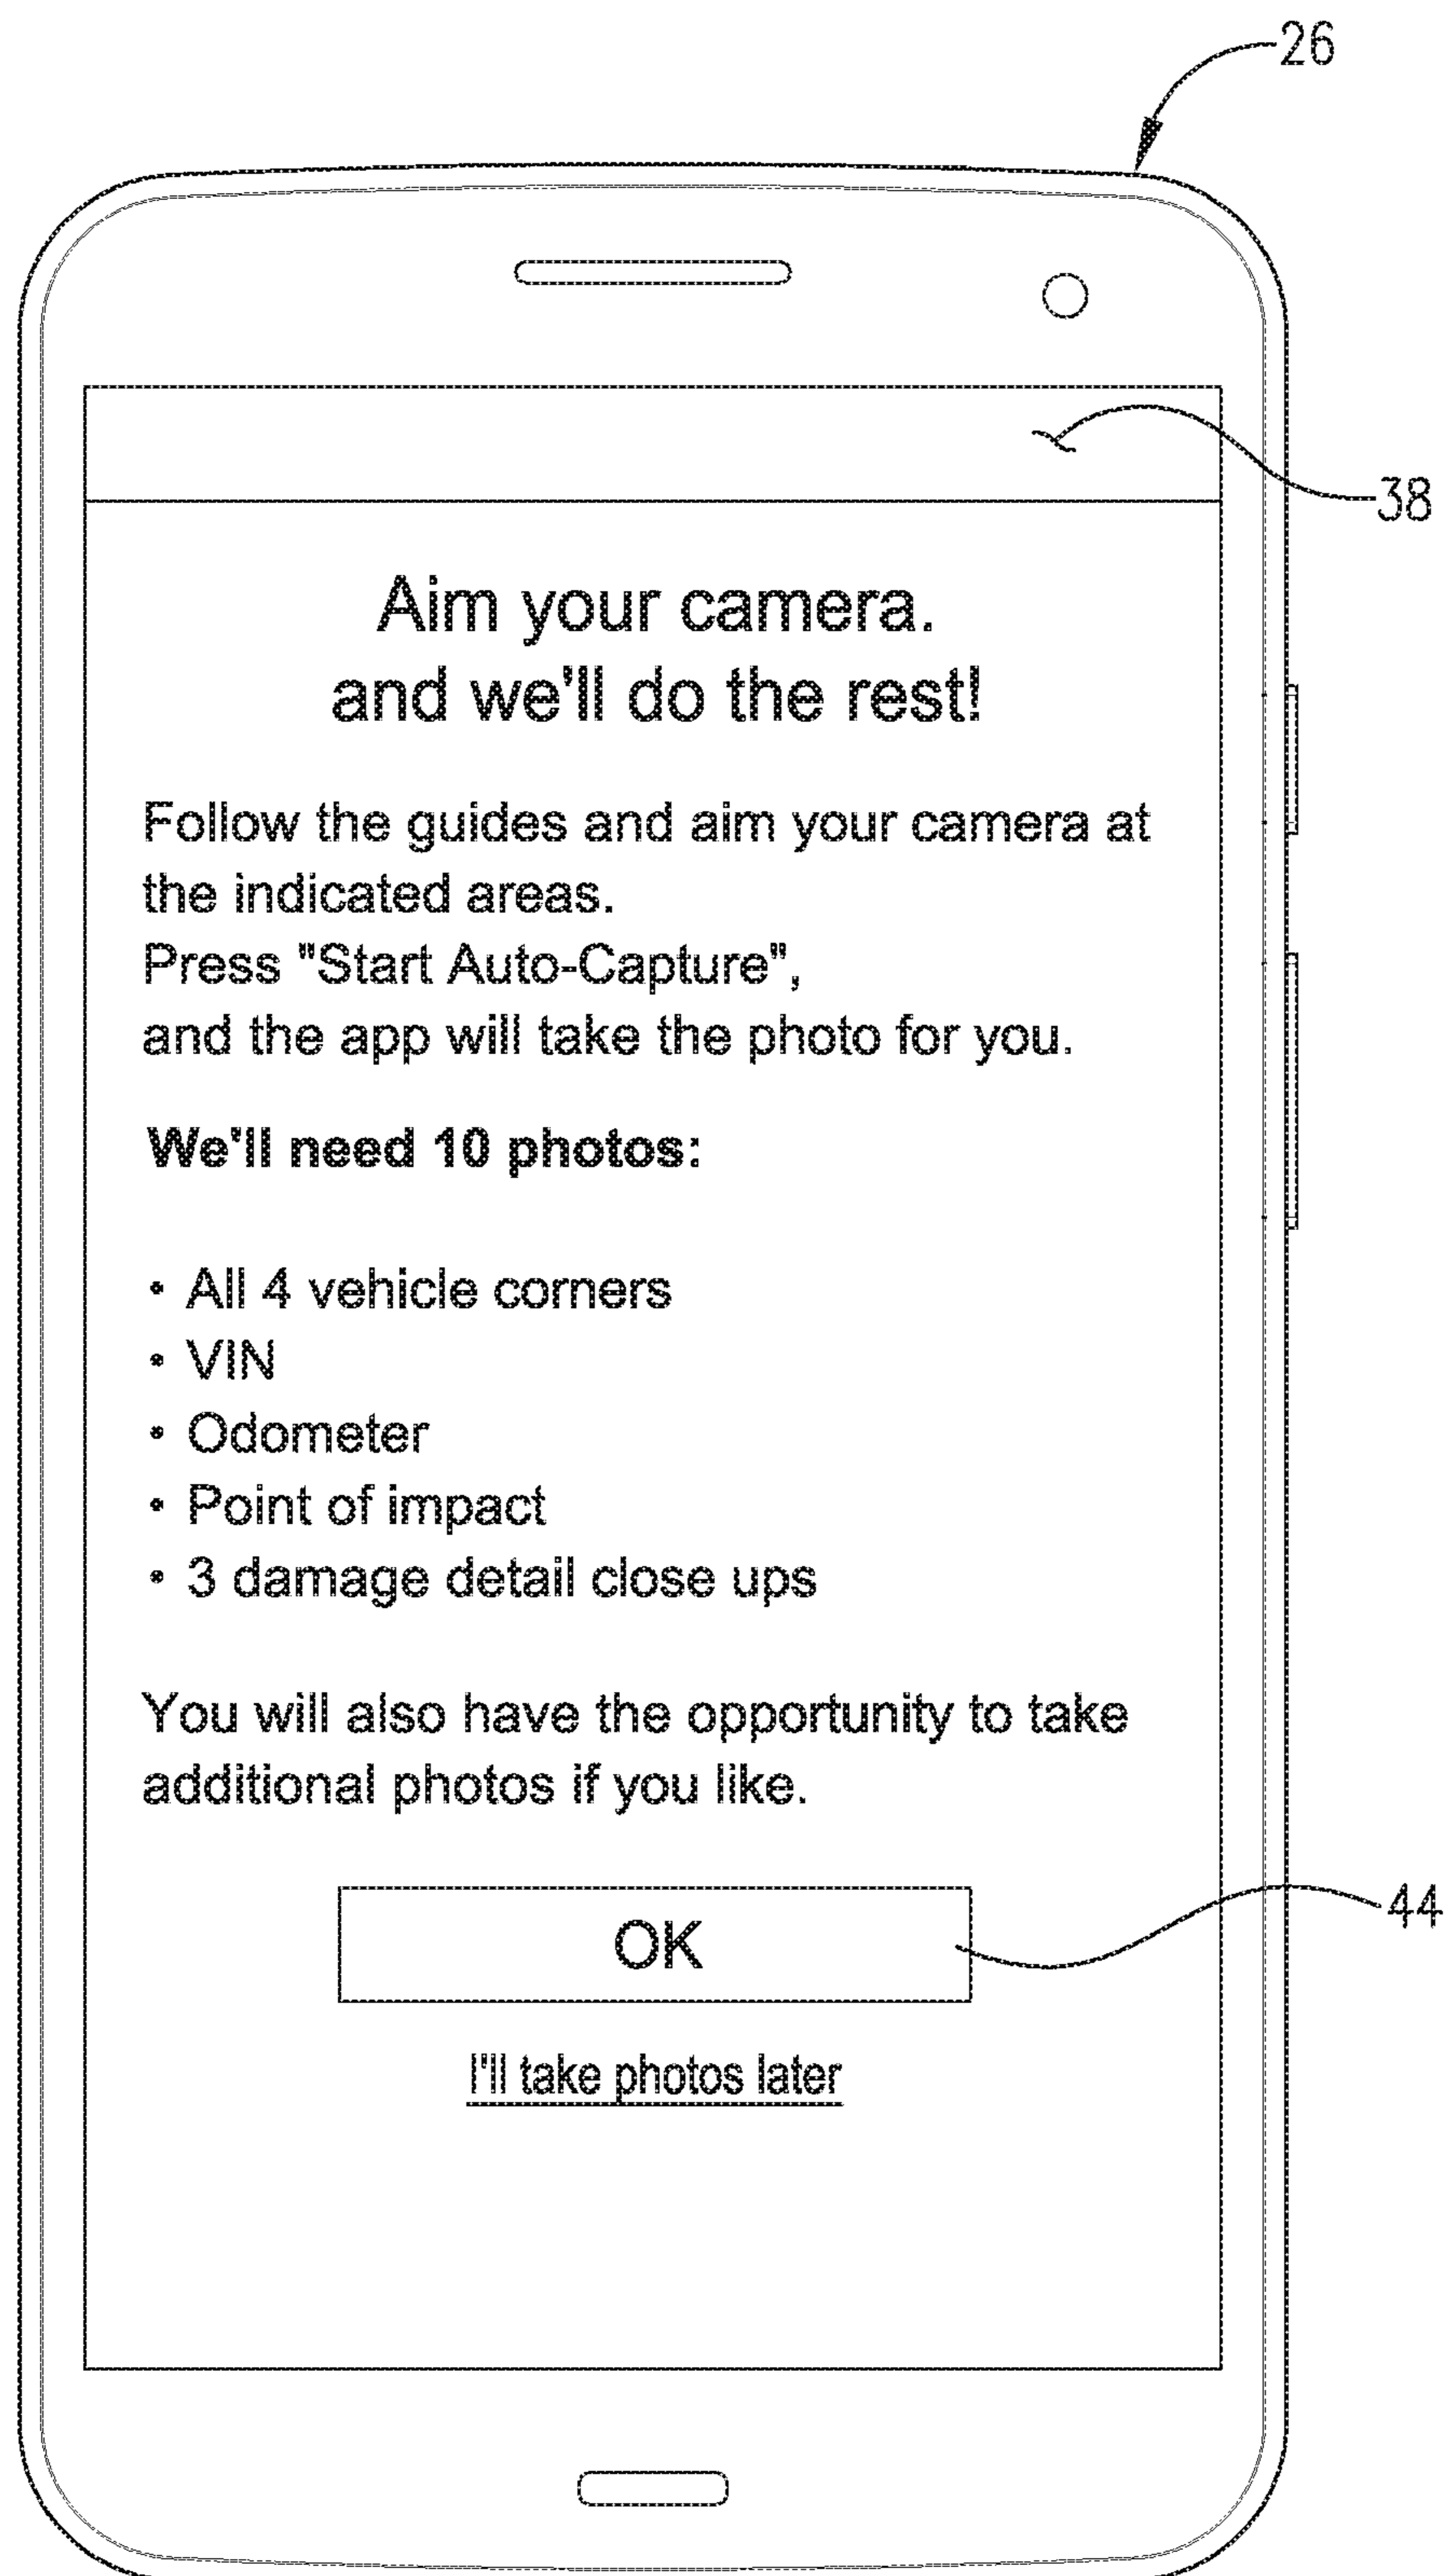 26
38
Aim your camera.
and we'll do the rest!
Follow the guides and aim your camera at
the indicated areas.
Press "Start Auto-Capture",
and the app will take the photo for you.
We'll need 10 photos:
• All 4 vehicle corners
• VIN
• Odometer
• Point of impact
• 3 damage detail close ups
You will also have the opportunity to take
additional photos if you like.
OK
44
I'll take photos later